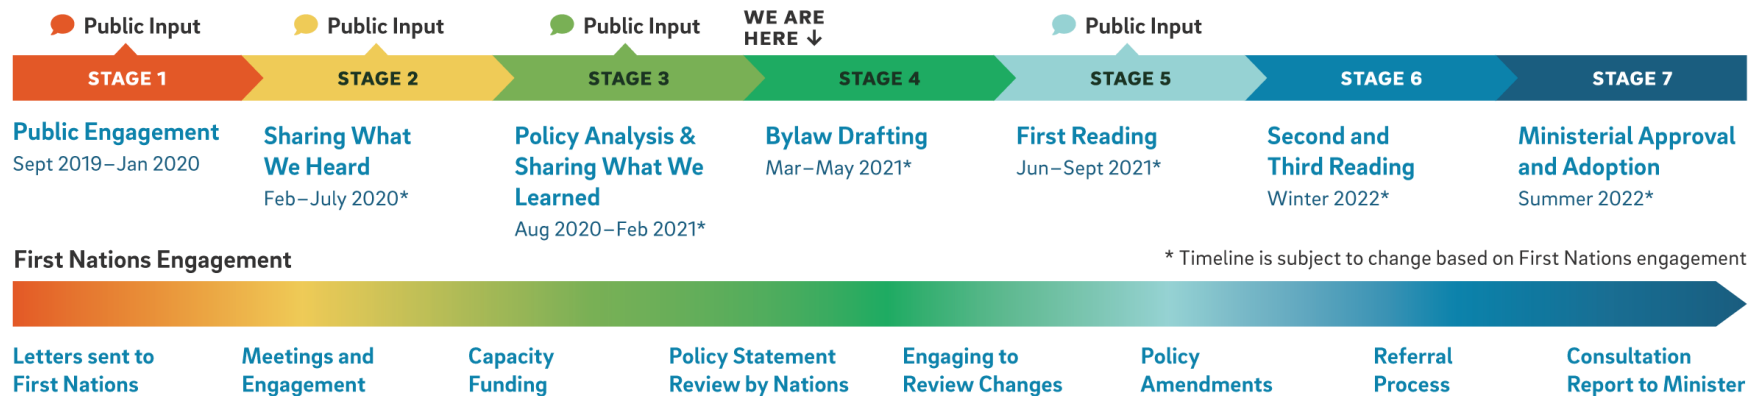 Public Input
Public Input
Public Input
WE ARE
HERE ↓
Public Input
STAGE 1
STAGE 2
STAGE 3
STAGE 4
STAGE 5
STAGE 6
STAGE 7
Public Engagement
Sept 2019–Jan 2020
Sharing What
We Heard
Feb–July 2020*
Policy Analysis &
Sharing What We
Learned
Aug 2020–Feb 2021*
Bylaw Drafting
Mar–May 2021*
First Reading
Jun–Sept 2021*
Second and
Third Reading
Winter 2022*
Ministerial Approval
and Adoption
Summer 2022*
First Nations Engagement
* Timeline is subject to change based on First Nations engagement
Letters sent to
First Nations
Meetings and
Engagement
Capacity
Funding
Policy Statement
Review by Nations
Engaging to
Review Changes
Policy
Amendments
Referral
Process
Consultation
Report to Minister